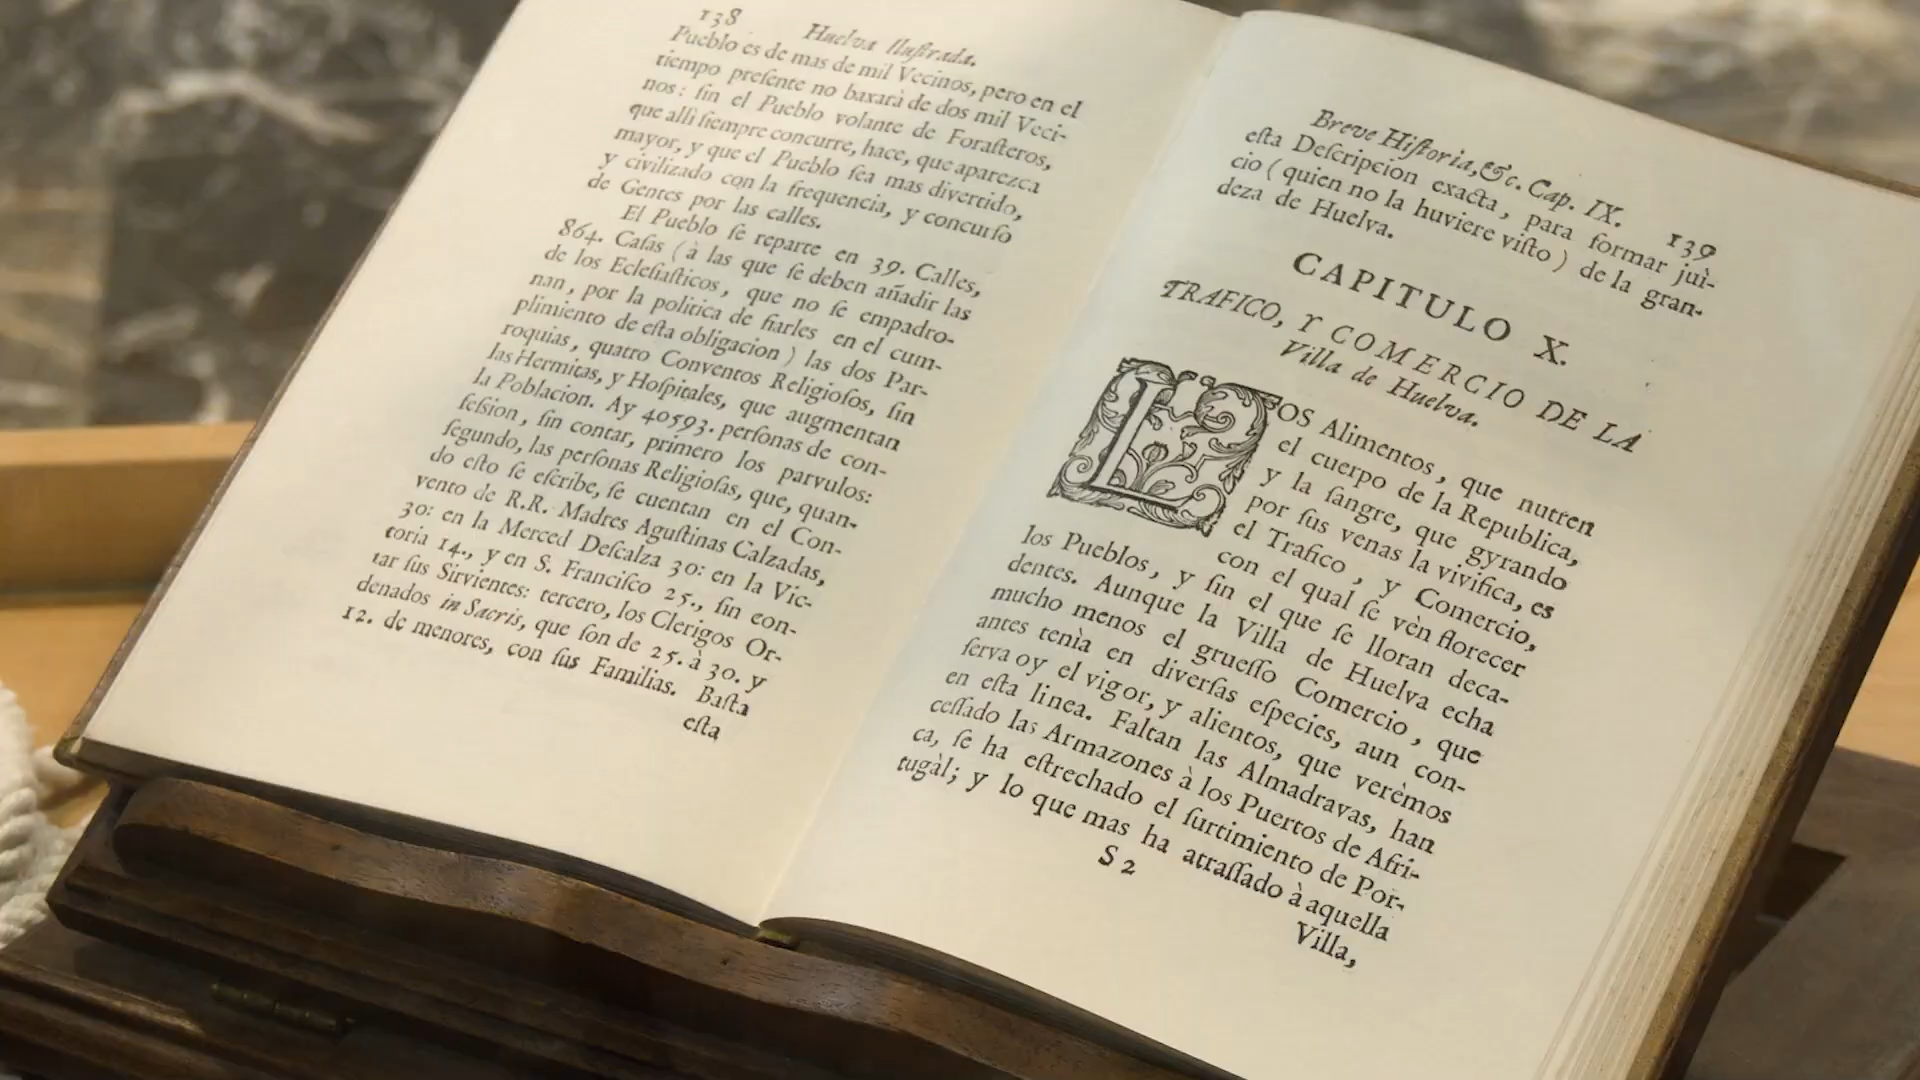 138
Huelva Ilustrada.
Pueblo es de mas de mil Vecinos, pero en el
tiempo preſente no baxarà de dos mil Veci-
nos: ſin el Pueblo volante de Foraſteros,
que alli ſiempre concurre, hace, que aparezca
mayor, y que el Pueblo ſea mas divertido,
y civilizado con la frequencia, y concurſo
de Gentes por las calles.
El Pueblo ſe reparte en 39. Calles,
864. Caſas (à las que ſe deben añadir las
de los Ecleſiaſticos, que no ſe empadro-
nan, por la politica de fiarles en el cum-
plimiento de eſta obligacion) las dos Par-
roquias, quatro Conventos Religioſos, ſin
las Hermitas, y Hoſpitales, que augmentan
la Poblacion. Ay 40593. perſonas de con-
feſsion, ſin contar, primero los parvulos:
ſegundo, las perſonas Religioſas, que, quan-
do eſto ſe eſcribe, ſe cuentan en el Con-
vento de R.R. Madres Aguſtinas Calzadas,
30: en la Merced Deſcalza 30: en la Vic-
toria 14., y en S. Franciſco 25., ſin con-
tar ſus Sirvientes: tercero, los Clerigos Or-
denados in Sacris, que ſon de 25. à 30. y
12. de menores, con ſus Familias. Baſta
eſta
Breve Hiſtoria, &c. Cap. IX. 139
eſta Deſcripcion exacta, para formar juì-
cio (quien no la huviere viſto) de la gran-
deza de Huelva.
CAPITULO X.
TRAFICO, Y COMERCIO DE LA
Villa de Huelva.
LOS Alimentos, que nutren
el cuerpo de la Republica,
y la ſangre, que gyrando
por ſus venas la vivifica, es
el Trafico, y Comercio,
con el qual ſe vèn florecer
los Pueblos, y ſin el que ſe lloran deca-
dentes. Aunque la Villa de Huelva echa
mucho menos el grueſſo Comercio, que
antes tenìa en diverſas eſpecies, aun con-
ſerva oy el vigor, y alientos, que verèmos
en eſta linea. Faltan las Almadravas, han
ceſſado las Armazones à los Puertos de Afri-
ca, ſe ha eſtrechado el ſurtimiento de Por-
tugàl; y lo que mas ha atraſſado à aquella
S 2
Villa,